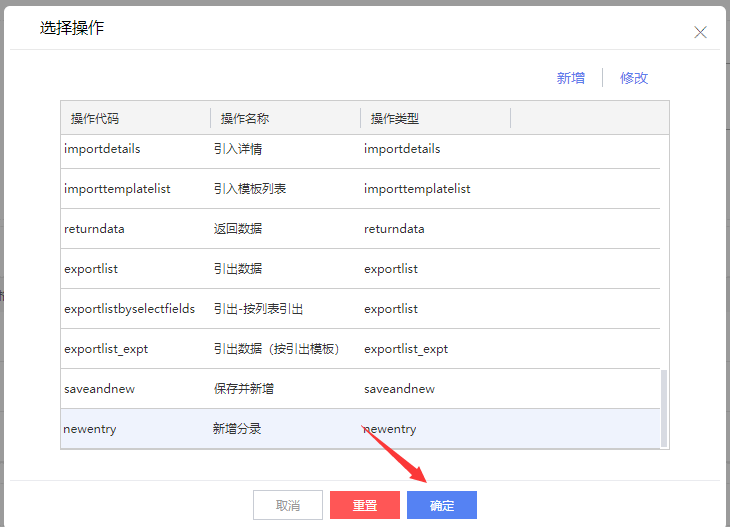 选择操作
新增 修改
操作代码 操作名称 操作类型
importdetails 引入详情 importdetails
importtemplatelist 引入模板列表 importtemplatelist
returndata 返回数据 returndata
exportlist 引出数据 exportlist
exportlistbyselectfields 引出-按列表引出 exportlist
exportlist_expt 引出数据（按引出模板） exportlist_expt
saveandnew 保存并新增 saveandnew
newentry 新增分录 newentry
取消 重置 确定